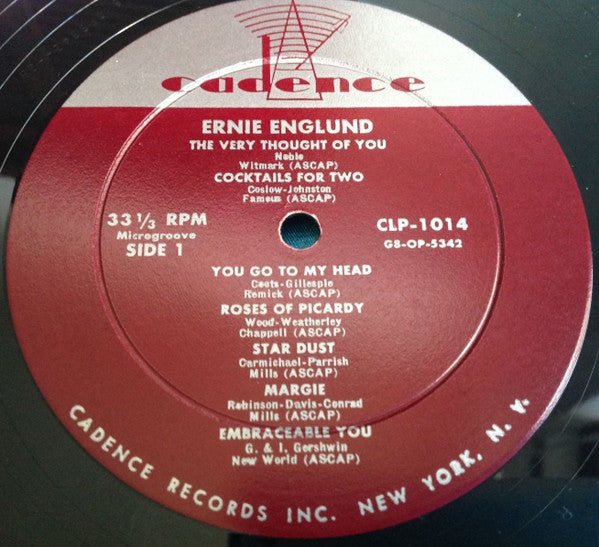 cadence
ERNIE ENGLUND
THE VERY THOUGHT OF YOU
Noble
Witmark (ASCAP)
COCKTAILS FOR TWO
Coslow-Johnston
Famous (ASCAP)
33 1/3 RPM
Microgroove
SIDE 1
CLP-1014
G8-OP-5342
YOU GO TO MY HEAD
Coots-Gillespie
Remick (ASCAP)
ROSES OF PICARDY
Wood-Weatherley
Chappell (ASCAP)
STAR DUST
Carmichael-Parrish
Mills (ASCAP)
MARGIE
Robinson-Davis-Conrad
Mills (ASCAP)
EMBRACEABLE YOU
G. & I. Gershwin
New World (ASCAP)
CADENCE RECORDS INC. NEW YORK, N. Y.